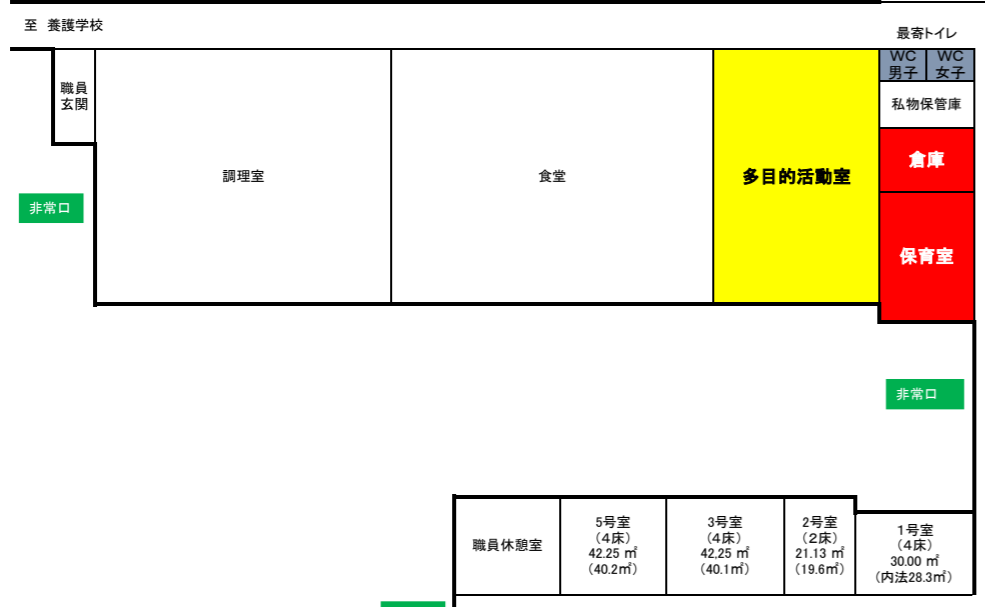 至 養護学校
最寄トイレ
WC
男子
WC
女子
職員
玄関
私物保管庫
調理室
食堂
多目的活動室
倉庫
非常口
保育室
非常口
職員休憩室
5号室
（4床）
42.25 ㎡
（40.2㎡）
3号室
（4床）
42,25 ㎡
（40.1㎡）
2号室
（2床）
21.13 ㎡
（19.6㎡）
1号室
（4床）
30.00 ㎡
（内法28.3㎡）